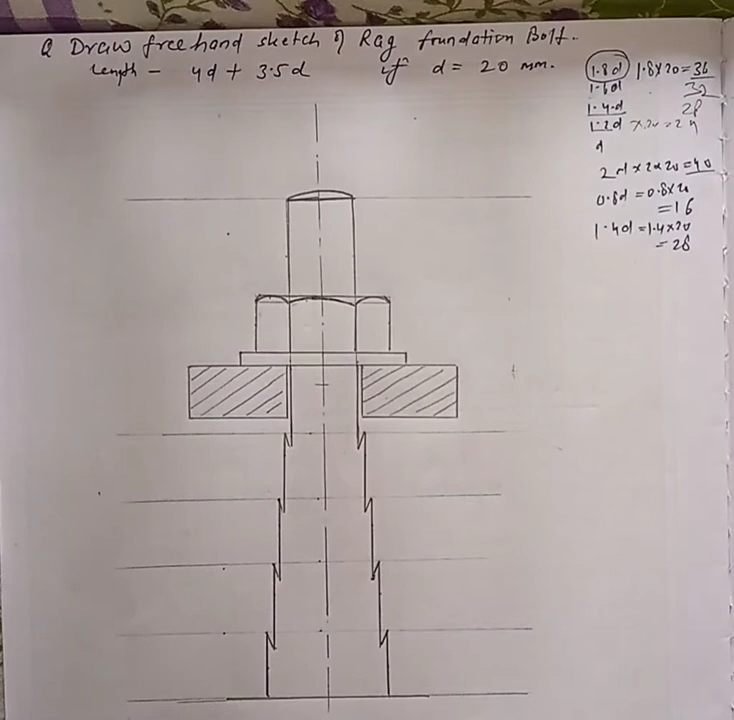 Q Draw free hand sketch of Rag foundation Bolt.
Length - 4d + 3.5d if d = 20 mm.
1.8d 1.8×20=36
1.6d 32
1.4d 28
1.2d ×20=24
d
2d×2×20=40
0.8d =0.8×20
=16
1.4d =1.4×20
=28